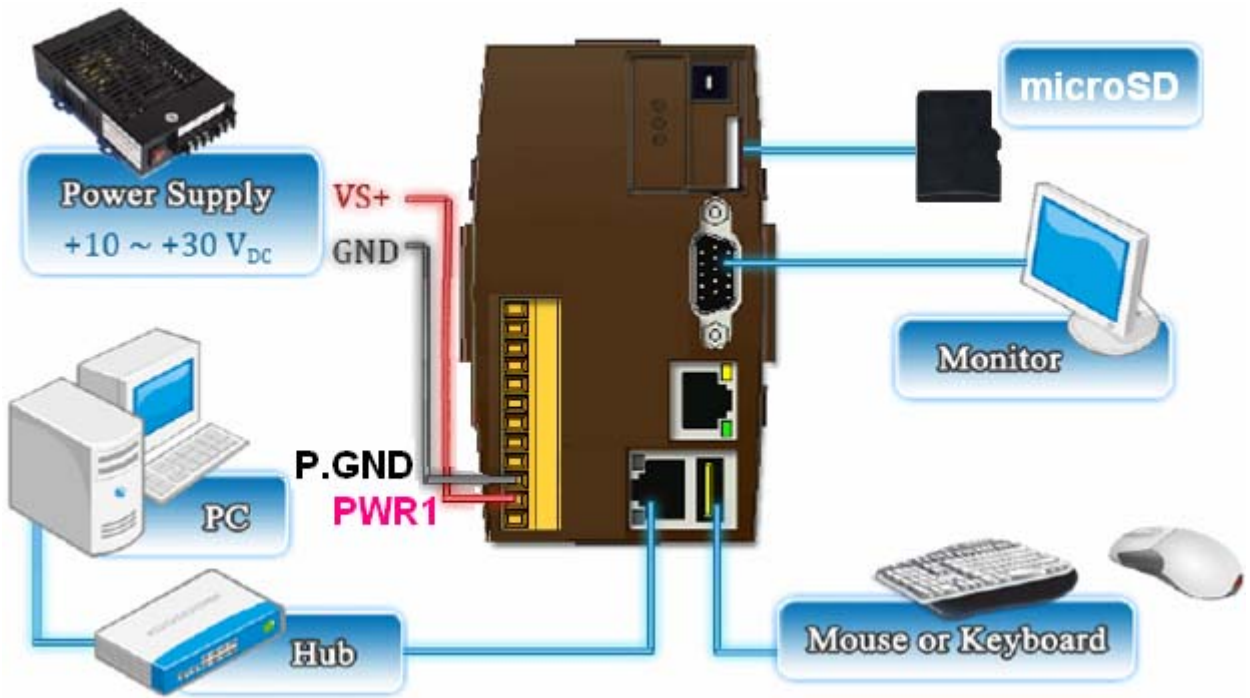 microSD
Power Supply
+10 ~ +30 VDC
VS+
GND
Monitor
P.GND
PWR1
PC
Hub
Mouse or Keyboard